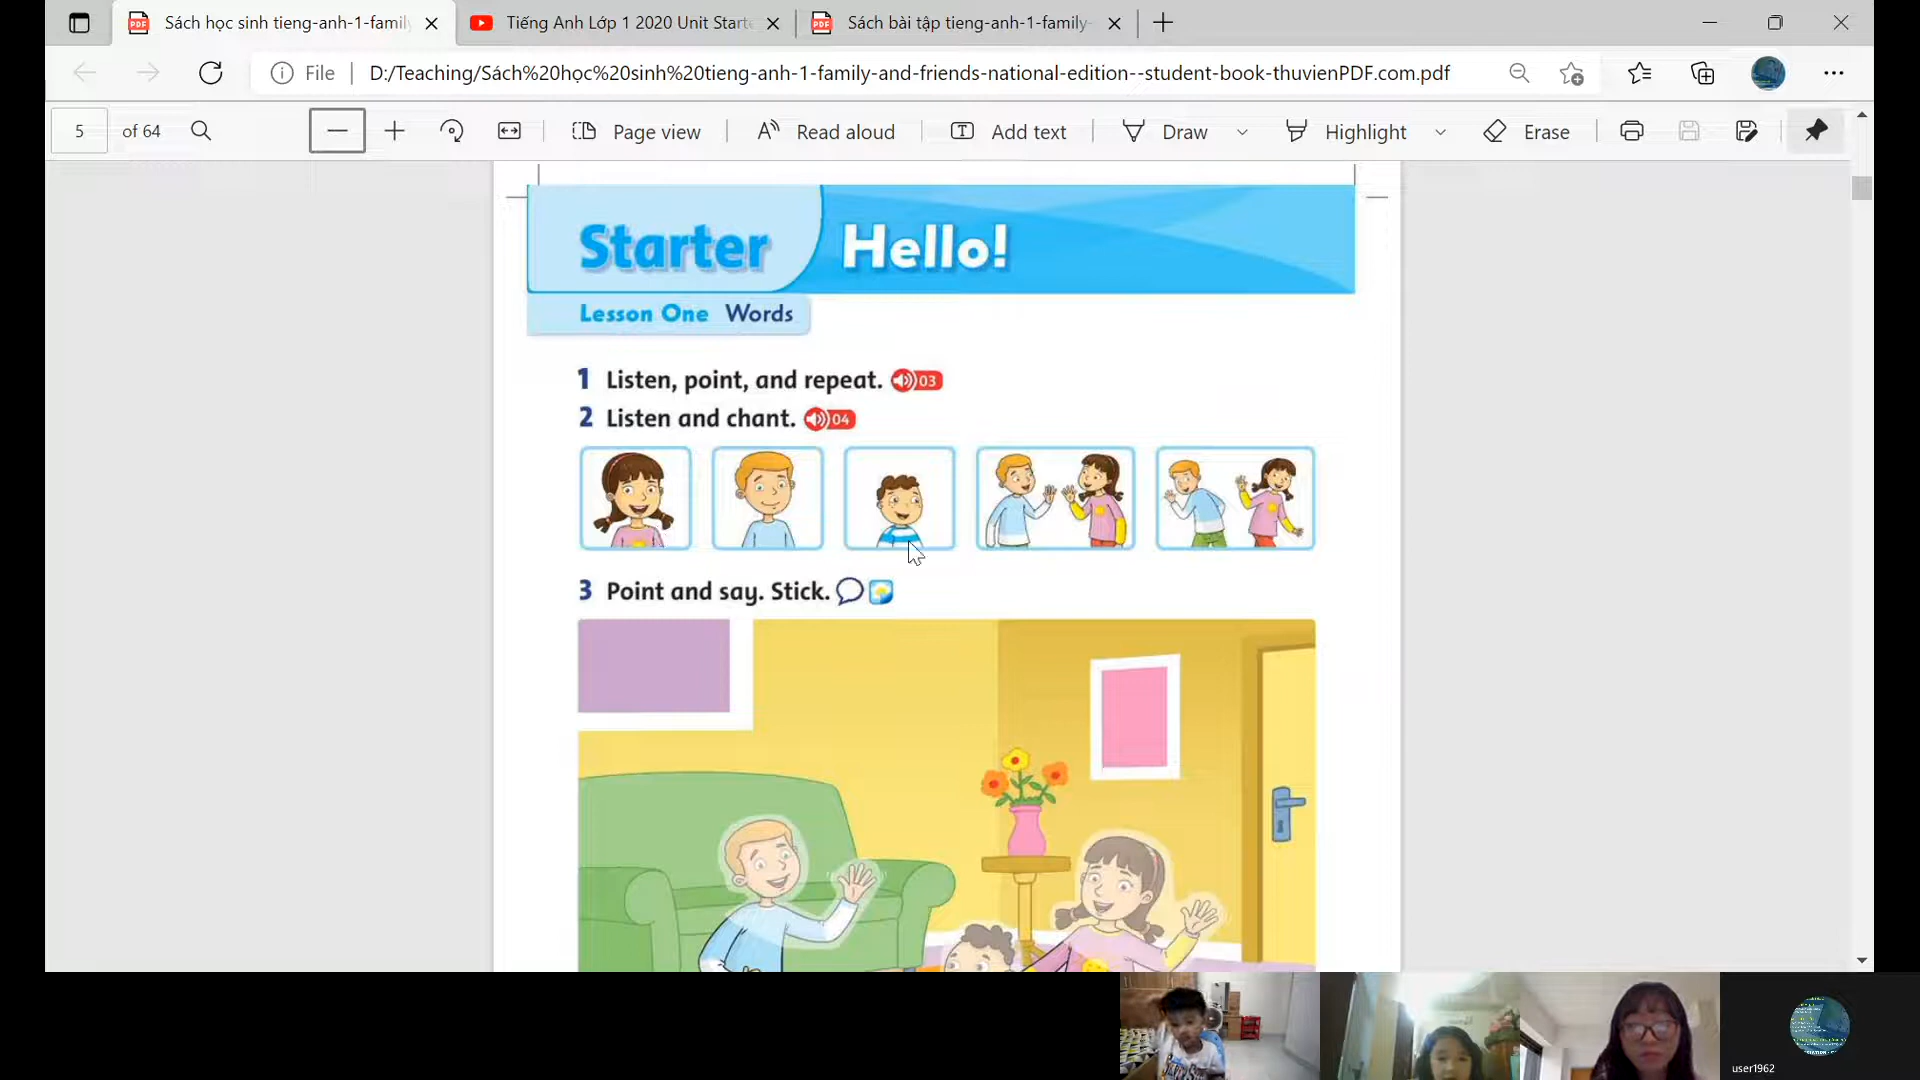 Sách học sinh tieng-anh-1-famil
Tiếng Anh Lớp 1 2020 Unit Starte
Sách bài tập tieng-anh-1-family-
File
D:/Teaching/Sách%20học%20sinh%20tieng-anh-1-family-and-friends-national-edition--student-book-thuvienPDF.com.pdf
5 of 64
Page view
Read aloud
Add text
Draw
Highlight
Erase
Starter Hello!
Lesson One Words
1 Listen, point, and repeat. 03
2 Listen and chant. 04
3 Point and say. Stick.
user1962